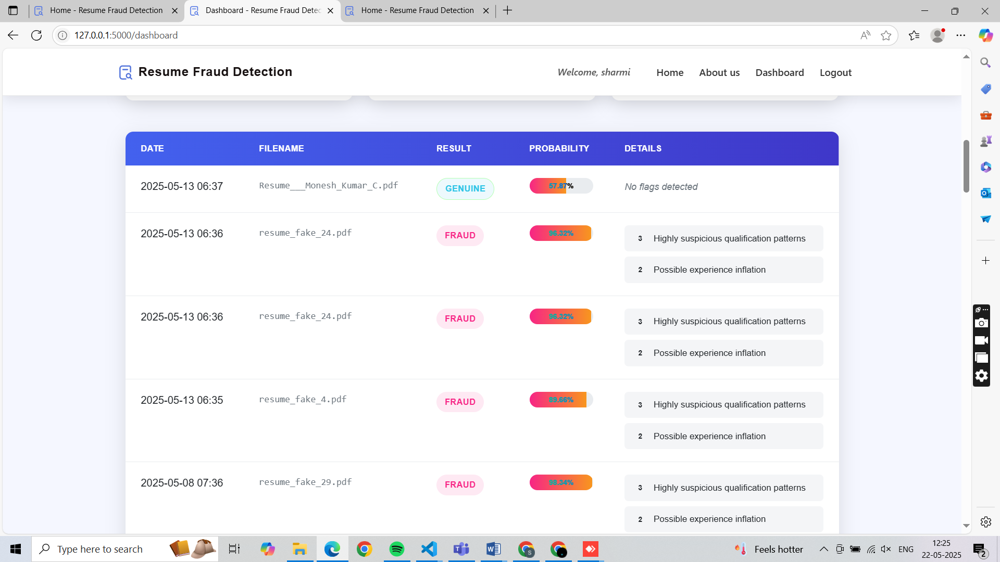 Home - Resume Fraud Detection
Dashboard - Resume Fraud Detec
Home - Resume Fraud Detection
127.0.0.1:5000/dashboard
Resume Fraud Detection
Welcome, sharmi
Home
About us
Dashboard
Logout
DATE FILENAME RESULT PROBABILITY DETAILS
2025-05-13 06:37 Resume___Monesh_Kumar_C.pdf GENUINE 57.87% No flags detected
2025-05-13 06:36 resume_fake_24.pdf FRAUD 96.32% 3 Highly suspicious qualification patterns
2 Possible experience inflation
2025-05-13 06:36 resume_fake_24.pdf FRAUD 96.32% 3 Highly suspicious qualification patterns
2 Possible experience inflation
2025-05-13 06:35 resume_fake_4.pdf FRAUD 89.66% 3 Highly suspicious qualification patterns
2 Possible experience inflation
2025-05-08 07:36 resume_fake_29.pdf FRAUD 98.34% 3 Highly suspicious qualification patterns
2 Possible experience inflation
Type here to search
Feels hotter
ENG
12:25
22-05-2025
2